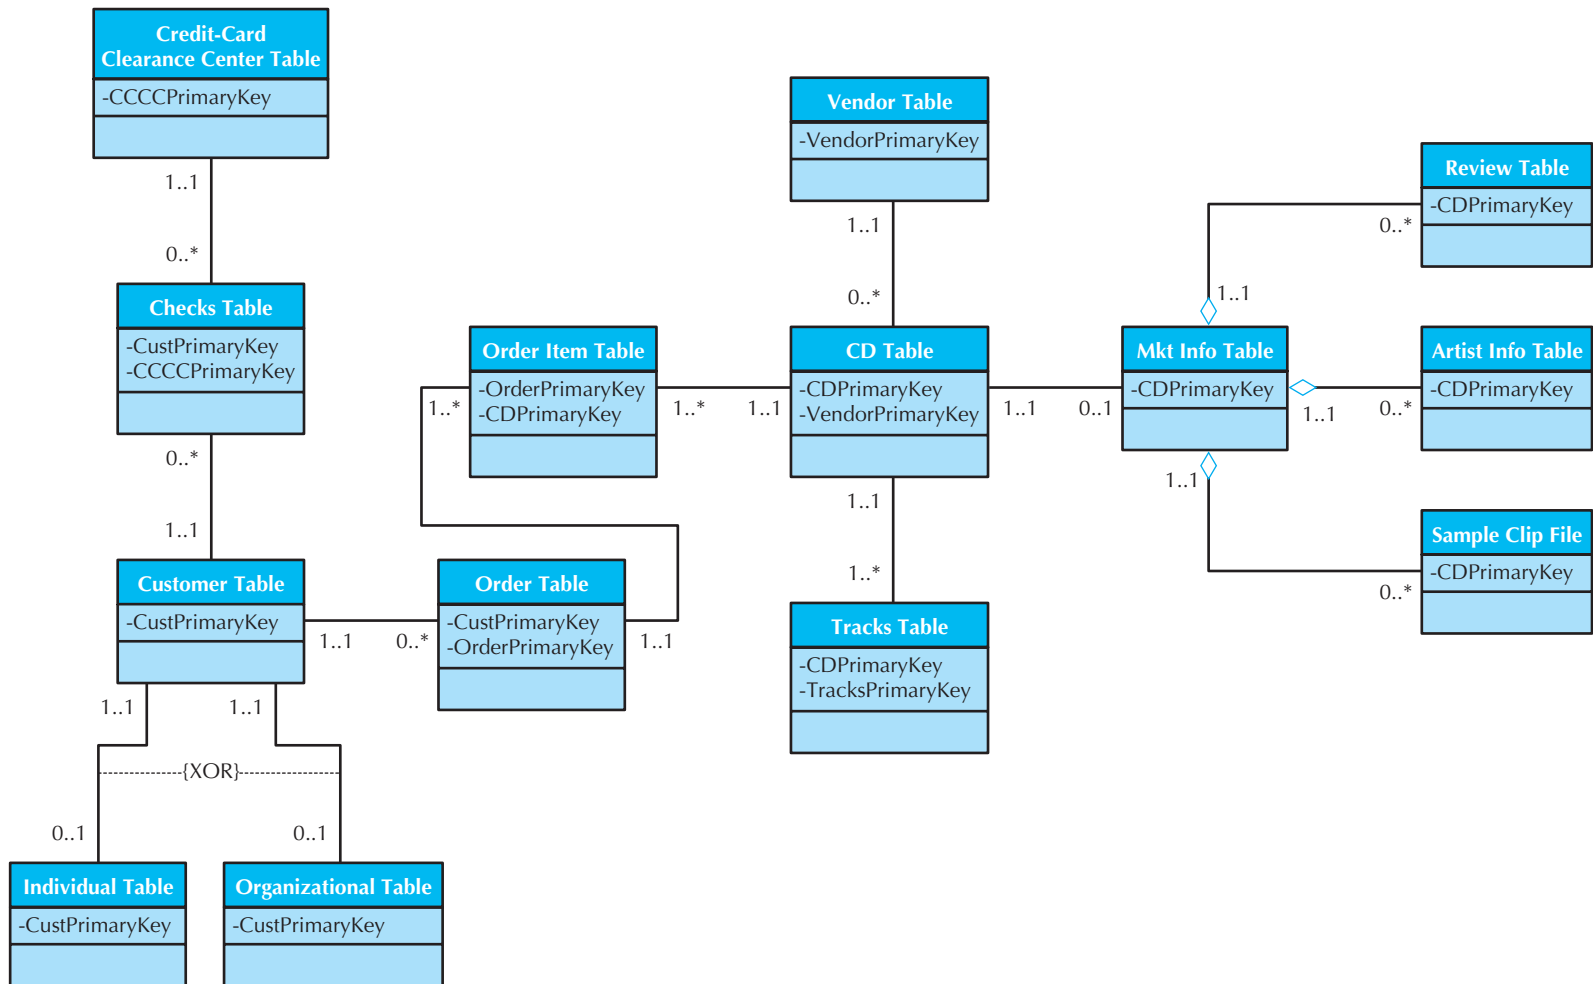 Credit-Card
Clearance Center Table
-CCCCPrimaryKey
1..1
0..*
Checks Table
-CustPrimaryKey
-CCCCPrimaryKey
0..*
1..1
Customer Table
-CustPrimaryKey
1..1
0..*
1..1
1..1
{XOR}
0..1
0..1
Individual Table
-CustPrimaryKey
Organizational Table
-CustPrimaryKey
Order Table
-CustPrimaryKey
-OrderPrimaryKey
1..1
1..*
Order Item Table
-OrderPrimaryKey
-CDPrimaryKey
1..*
1..1
Vendor Table
-VendorPrimaryKey
1..1
0..*
CD Table
-CDPrimaryKey
-VendorPrimaryKey
1..1
1..*
Tracks Table
-CDPrimaryKey
-TracksPrimaryKey
1..1
0..1
Mkt Info Table
-CDPrimaryKey
1..1
0..*
Review Table
-CDPrimaryKey
1..1
0..*
Artist Info Table
-CDPrimaryKey
1..1
0..*
Sample Clip File
-CDPrimaryKey